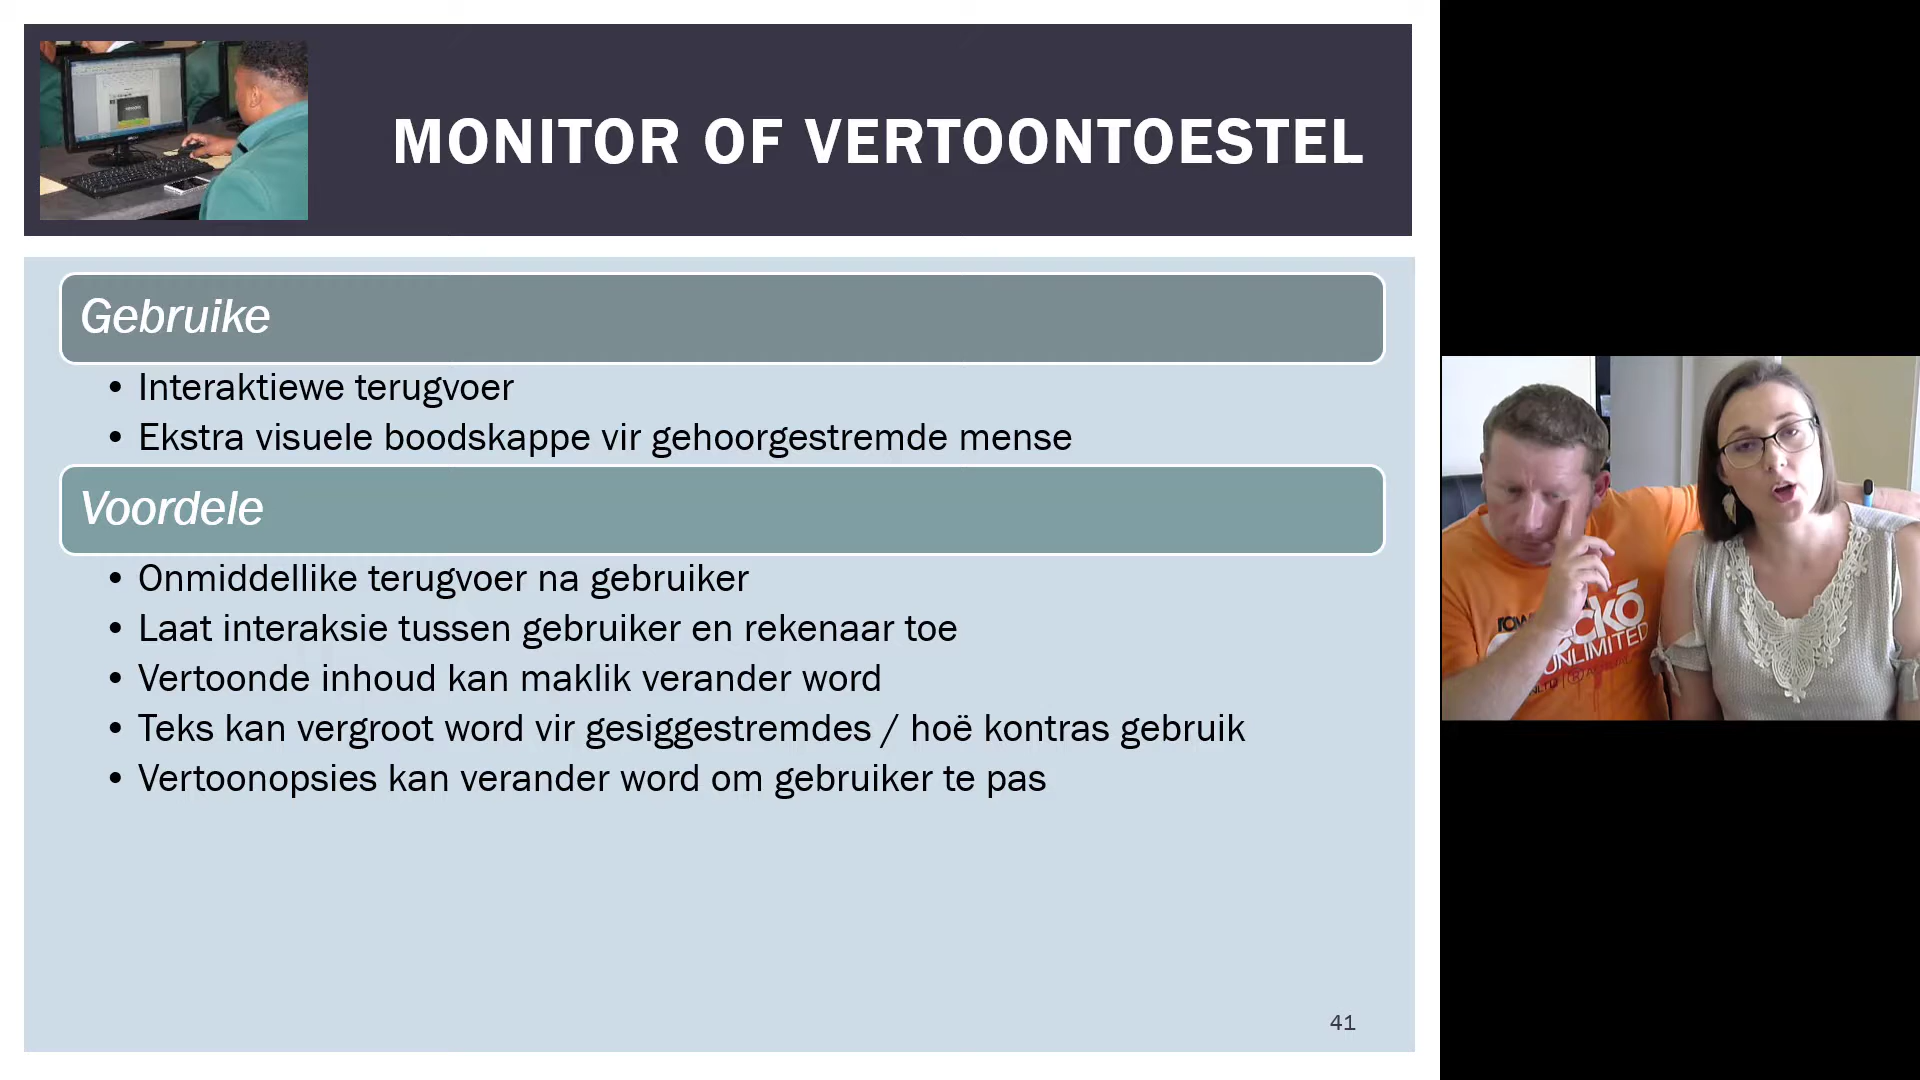 MONITOR OF VERTOONTOESTEL
Gebruike
• Interaktiewe terugvoer
• Ekstra visuele boodskappe vir gehoorgestremde mense
Voordele
• Onmiddellike terugvoer na gebruiker
• Laat interaksie tussen gebruiker en rekenaar toe
• Vertoonde inhoud kan maklik verander word
• Teks kan vergroot word vir gesiggestremdes / hoë kontras gebruik
• Vertoonopsies kan verander word om gebruiker te pas
41
UNLIMITED